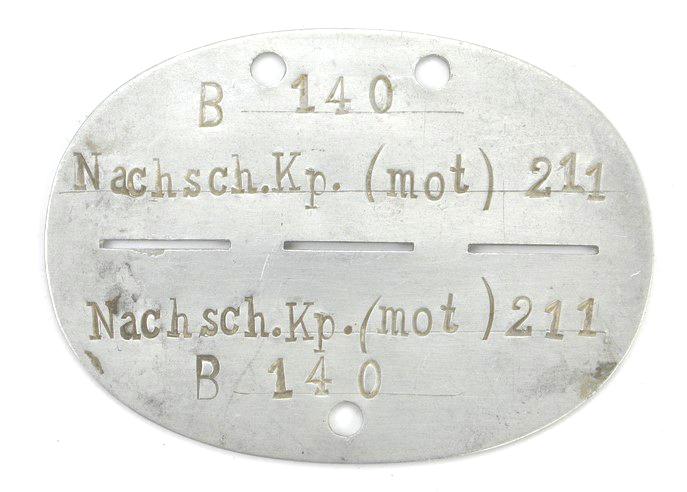 B 140
Nachsch.Kp. (mot) 211
Nachsch.Kp.(mot) 211
B 140